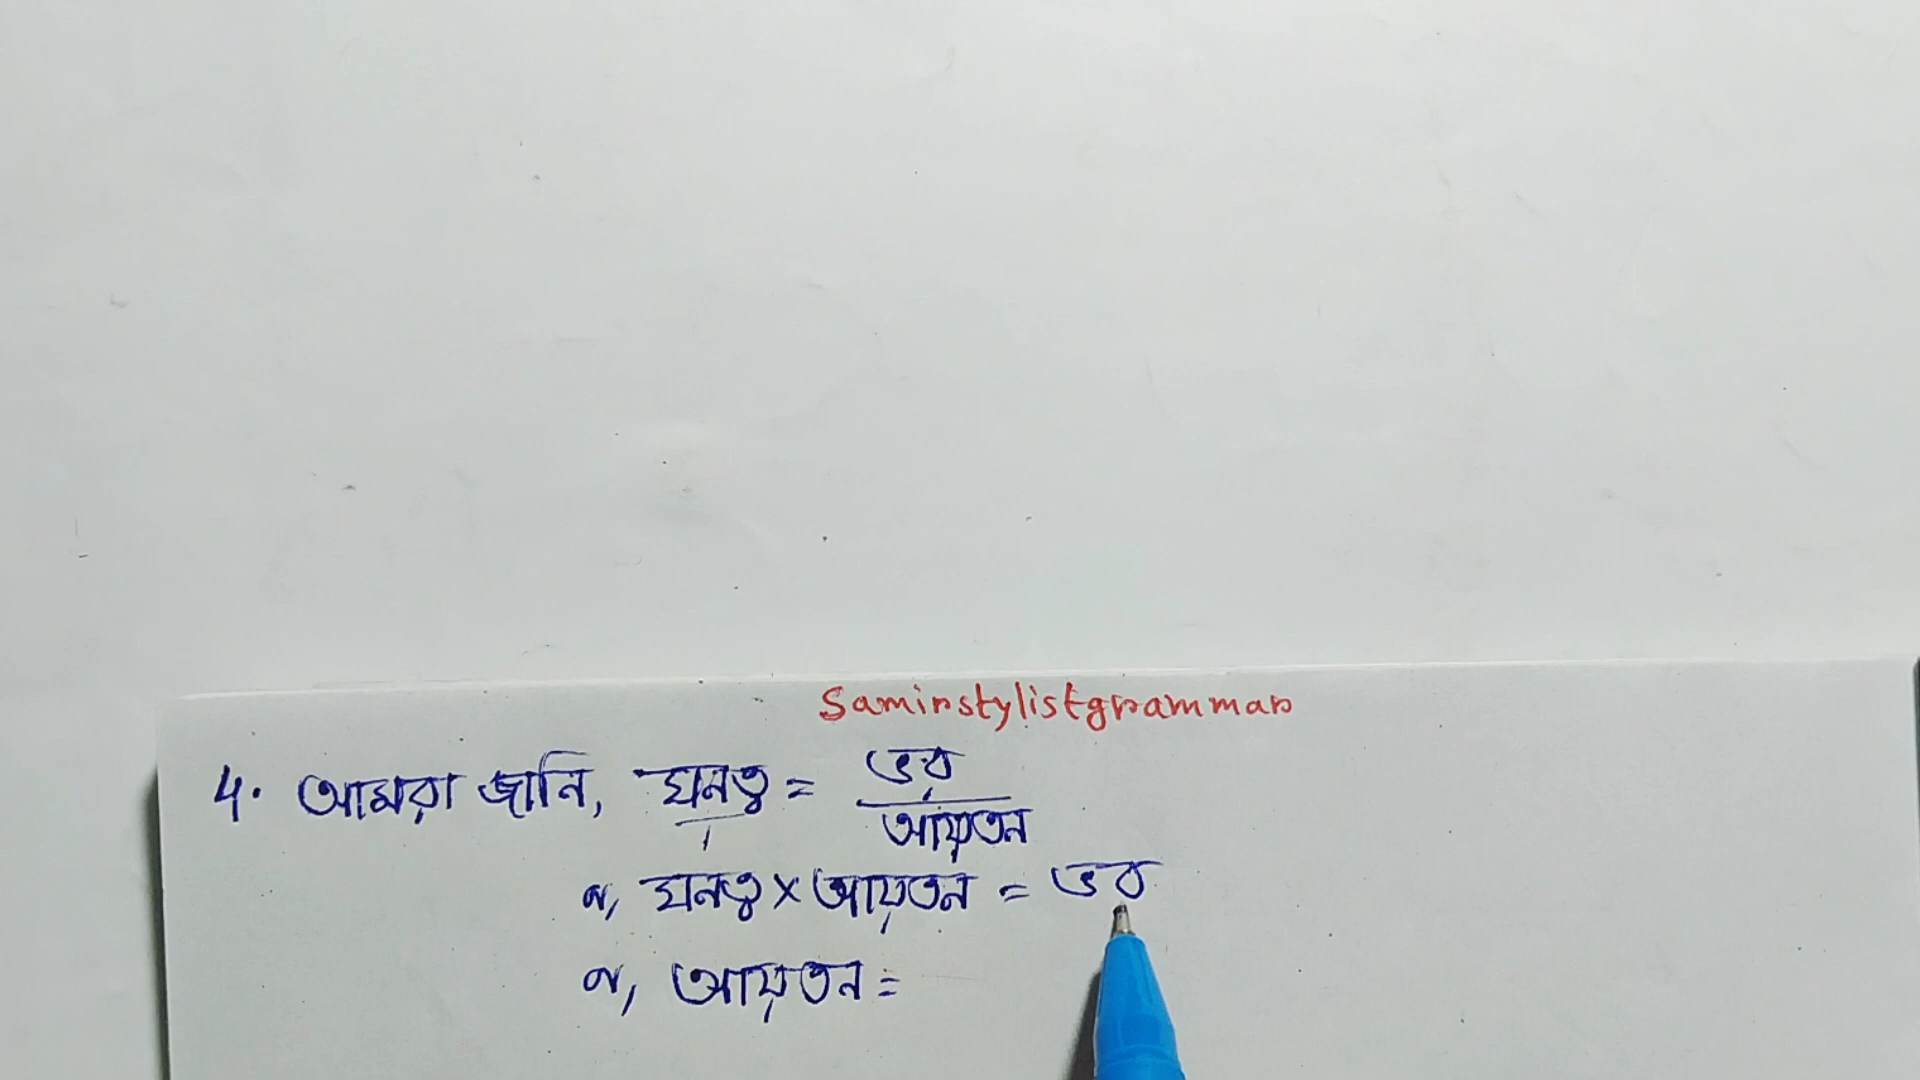 Saminstylistgrammar
4. আমরা জানি, ঘনত্ব = ভর / আয়তন
বা, ঘনত্ব × আয়তন = ভর
বা, আয়তন =